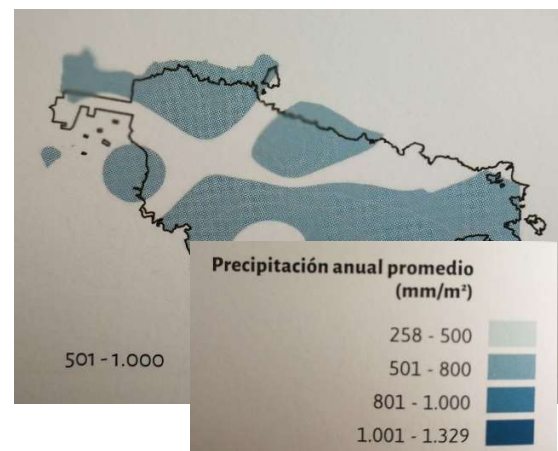 Precipitación anual promedio
(mm/m²)
258 - 500
501 - 800
801 - 1.000
1.001 - 1.329
501 - 1.000